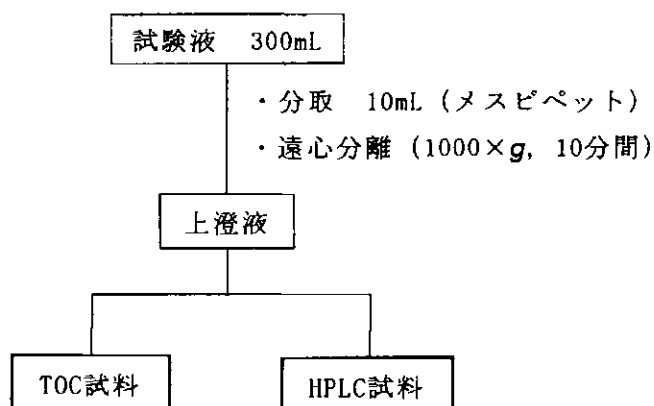 試験液 300mL
・分取 10mL (メスピペット)
・遠心分離 (1000×g, 10分間)
上澄液
TOC試料
HPLC試料